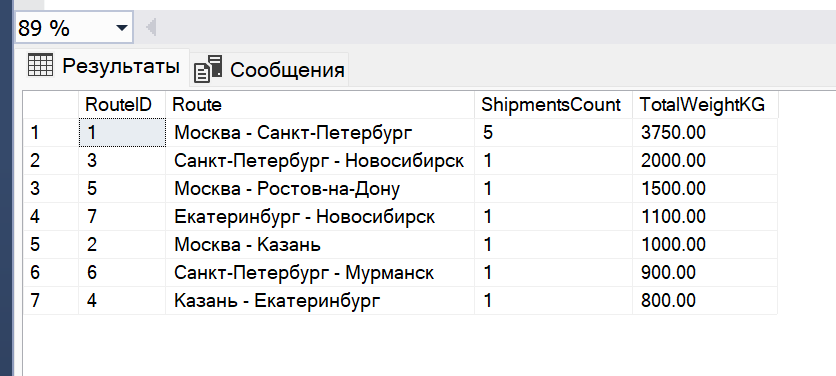 89 %
Результаты Сообщения
RouteID Route ShipmentsCount TotalWeightKG
1 1 Москва - Санкт-Петербург 5 3750.00
2 3 Санкт-Петербург - Новосибирск 1 2000.00
3 5 Москва - Ростов-на-Дону 1 1500.00
4 7 Екатеринбург - Новосибирск 1 1100.00
5 2 Москва - Казань 1 1000.00
6 6 Санкт-Петербург - Мурманск 1 900.00
7 4 Казань - Екатеринбург 1 800.00